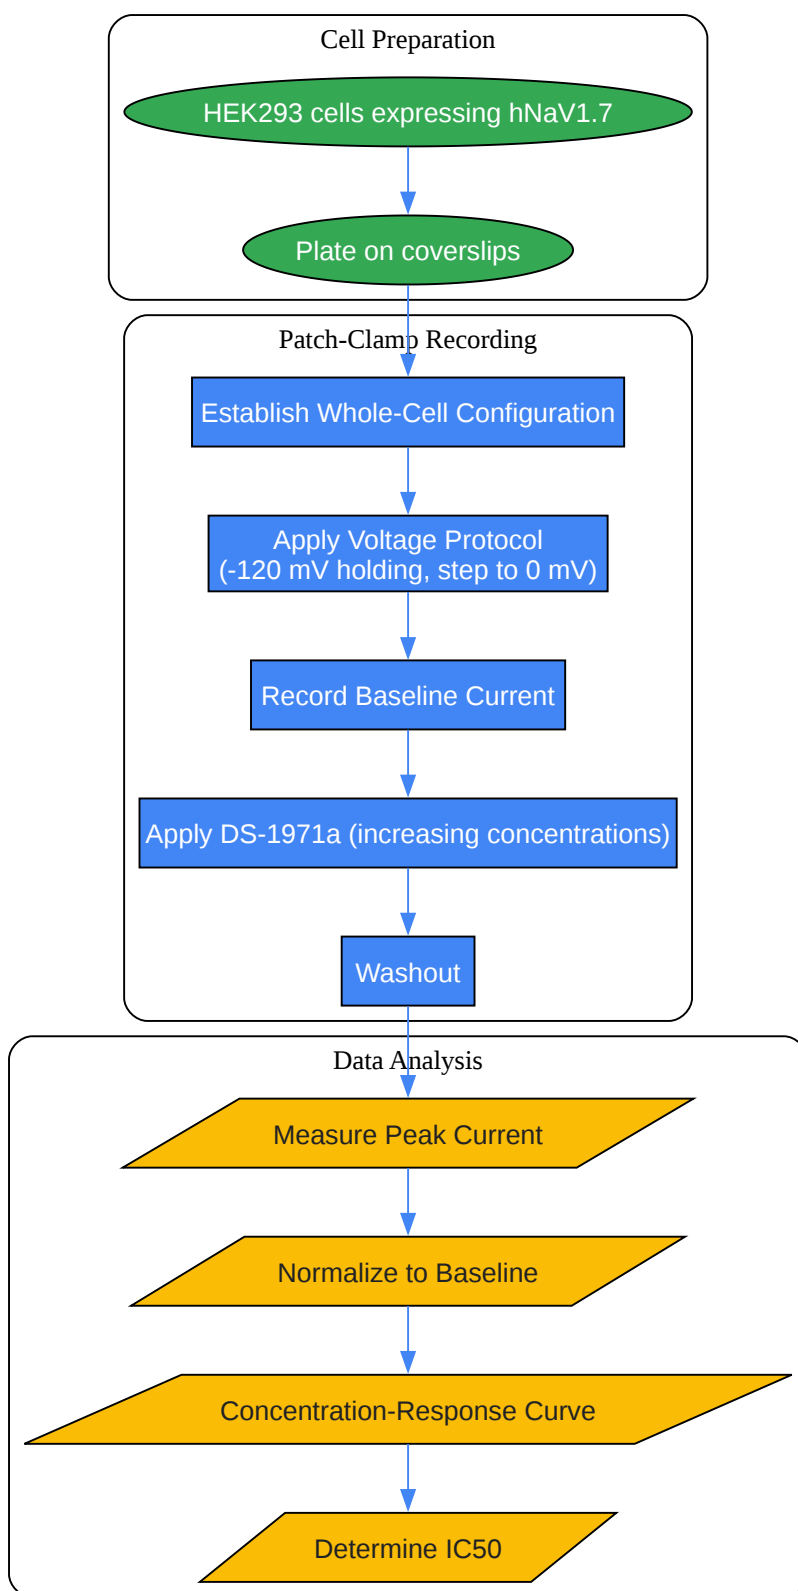 Cell Preparation
HEK293 cells expressing hNaV1.7
Plate on coverslips
Patch-Clamp Recording
Establish Whole-Cell Configuration
Apply Voltage Protocol
(-120 mV holding, step to 0 mV)
Record Baseline Current
Apply DS-1971a (increasing concentrations)
Washout
Data Analysis
Measure Peak Current
Normalize to Baseline
Concentration-Response Curve
Determine IC50